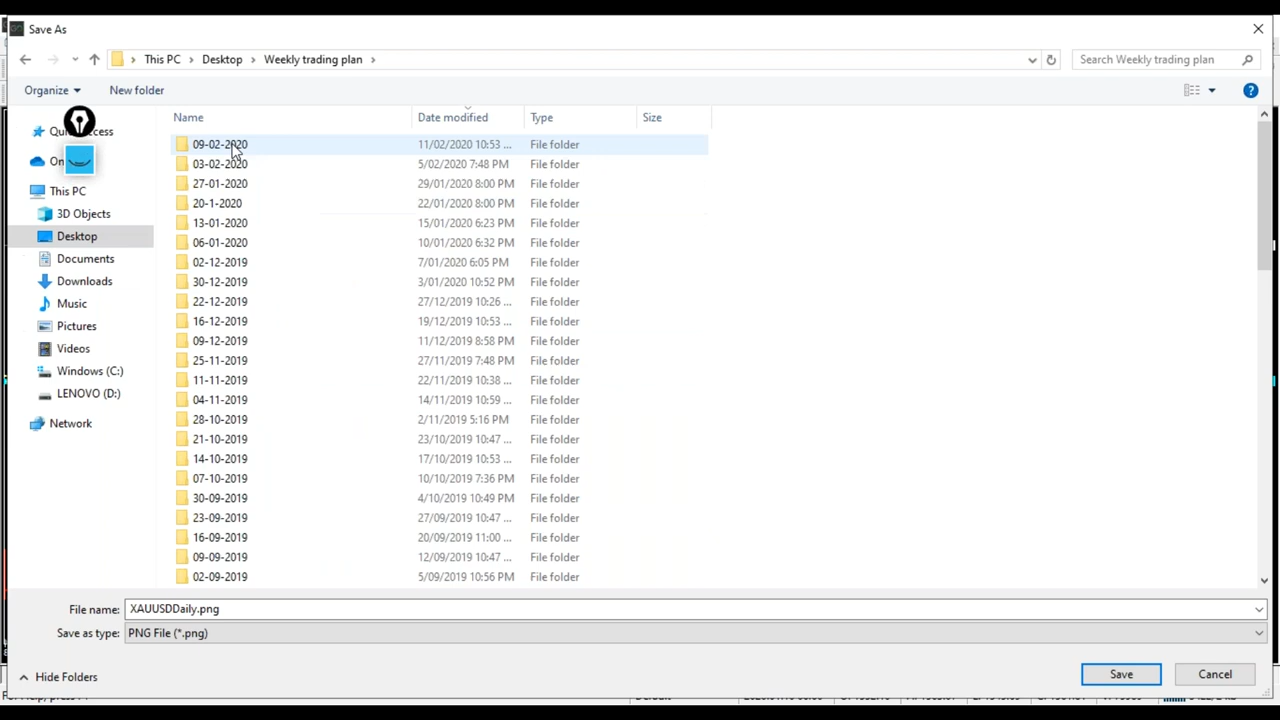 Save As
This PC > Desktop > Weekly trading plan >
Search Weekly trading plan
Organize
New folder
Name Date modified Type Size
09-02-2020 11/02/2020 10:53 ... File folder
03-02-2020 5/02/2020 7:48 PM File folder
27-01-2020 29/01/2020 8:00 PM File folder
20-1-2020 22/01/2020 8:00 PM File folder
13-01-2020 15/01/2020 6:23 PM File folder
06-01-2020 10/01/2020 6:32 PM File folder
02-12-2019 7/01/2020 6:05 PM File folder
30-12-2019 3/01/2020 10:52 PM File folder
22-12-2019 27/12/2019 10:26 ... File folder
16-12-2019 19/12/2019 10:53 ... File folder
09-12-2019 11/12/2019 8:58 PM File folder
25-11-2019 27/11/2019 7:48 PM File folder
11-11-2019 22/11/2019 10:38 ... File folder
04-11-2019 14/11/2019 10:59 ... File folder
28-10-2019 2/11/2019 5:16 PM File folder
21-10-2019 23/10/2019 10:47 ... File folder
14-10-2019 17/10/2019 10:53 ... File folder
07-10-2019 10/10/2019 7:36 PM File folder
30-09-2019 4/10/2019 10:49 PM File folder
23-09-2019 27/09/2019 10:47 ... File folder
16-09-2019 20/09/2019 11:00 ... File folder
09-09-2019 12/09/2019 10:47 ... File folder
02-09-2019 5/09/2019 10:56 PM File folder
This PC
3D Objects
Desktop
Documents
Downloads
Music
Pictures
Videos
Windows (C:)
LENOVO (D:)
Network
File name: XAUUSDDaily.png
Save as type: PNG File (*.png)
Hide Folders
Save
Cancel